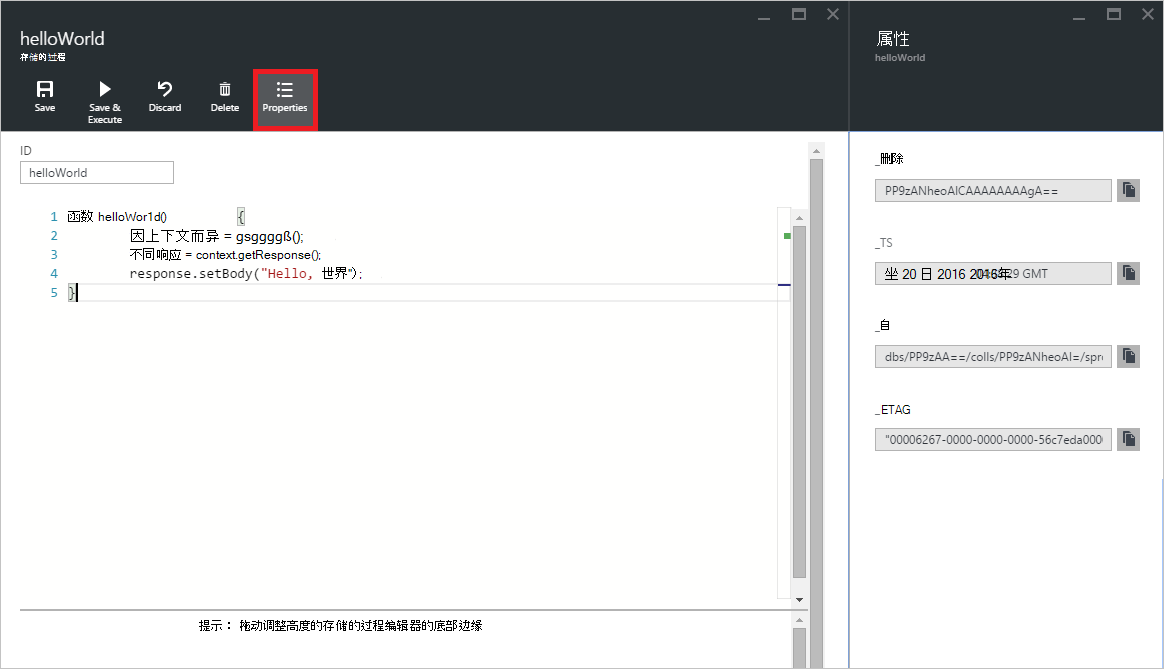 helloWorld
存储的过程
Save
Save & Execute
Discard
Delete
Properties
ID
helloWorld
1 函数 helloWor1d() {
2 因上下文而异 = gsggggß();
3 不同响应 = context.getResponse();
4 response.setBody("Hello, 世界");
5 }
提示： 拖动调整高度的存储的过程编辑器的底部边缘
属性
helloWorld
_删除
PP9zANheoAICAAAAAAAAgA==
_TS
坐 20 日 2016 2016年 GMT
_自
dbs/PP9zAA==/colls/PP9zANheoAI=/spro
_ETAG
"00006267-0000-0000-0000-56c7eda000